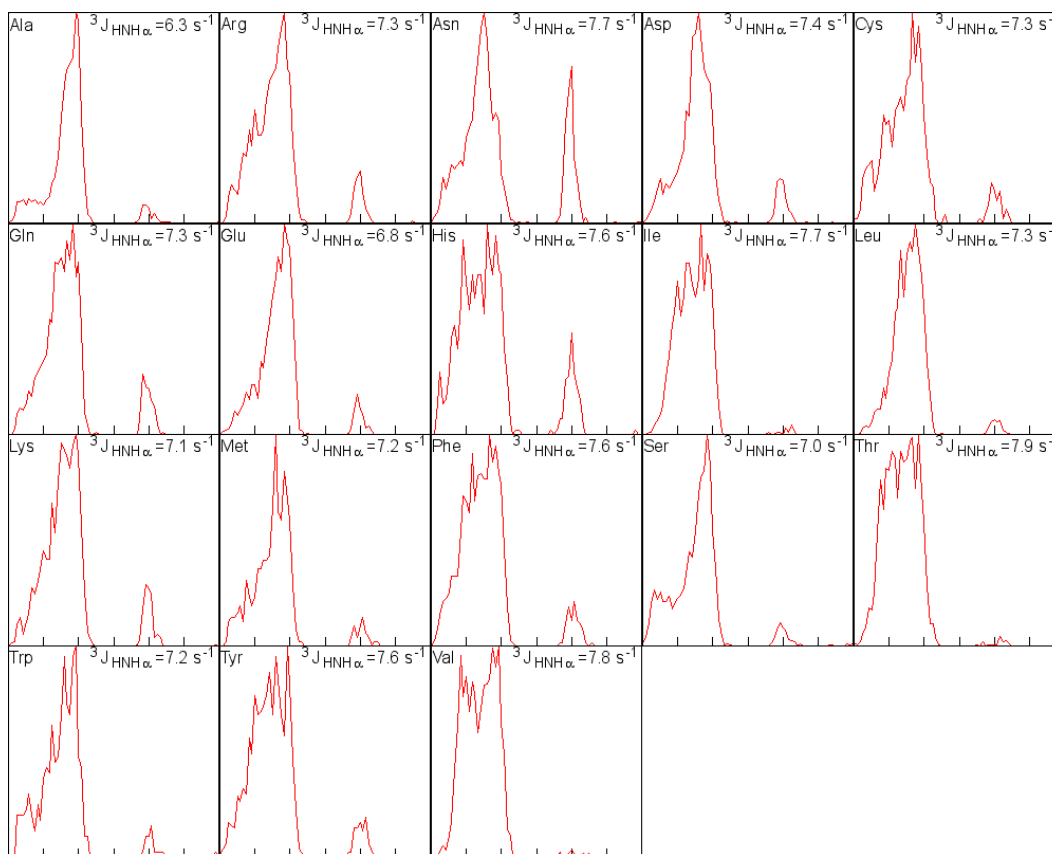 Ala ³J HNHα=6.3 s⁻¹
Arg ³J HNHα=7.3 s⁻¹
Asn ³J HNHα=7.7 s⁻¹
Asp ³J HNHα=7.4 s⁻¹
Cys ³J HNHα=7.3 s⁻¹
Gln ³J HNHα=7.3 s⁻¹
Glu ³J HNHα=6.8 s⁻¹
His ³J HNHα=7.6 s⁻¹
Ile ³J HNHα=7.7 s⁻¹
Leu ³J HNHα=7.3 s⁻¹
Lys ³J HNHα=7.1 s⁻¹
Met ³J HNHα=7.2 s⁻¹
Phe ³J HNHα=7.6 s⁻¹
Ser ³J HNHα=7.0 s⁻¹
Thr ³J HNHα=7.9 s⁻¹
Trp ³J HNHα=7.2 s⁻¹
Tyr ³J HNHα=7.6 s⁻¹
Val ³J HNHα=7.8 s⁻¹